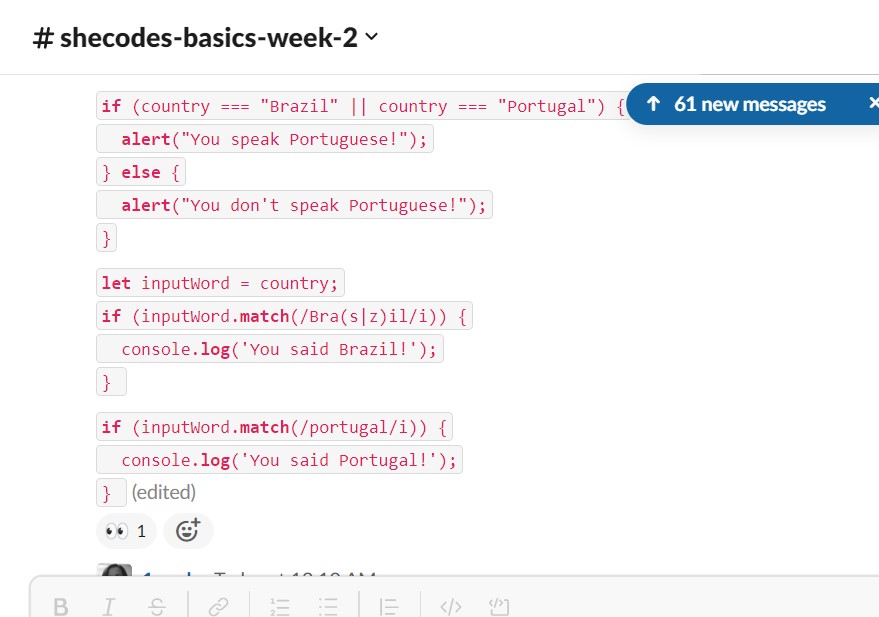 # shecodes-basics-week-2
61 new messages
if (country === "Brazil" || country === "Portugal") {
alert("You speak Portuguese!");
} else {
alert("You don't speak Portuguese!");
}
let inputWord = country;
if (inputWord.match(/Bra(s|z)il/i)) {
console.log('You said Brazil!');
}
if (inputWord.match(/portugal/i)) {
console.log('You said Portugal!');
} (edited)
1
B I S